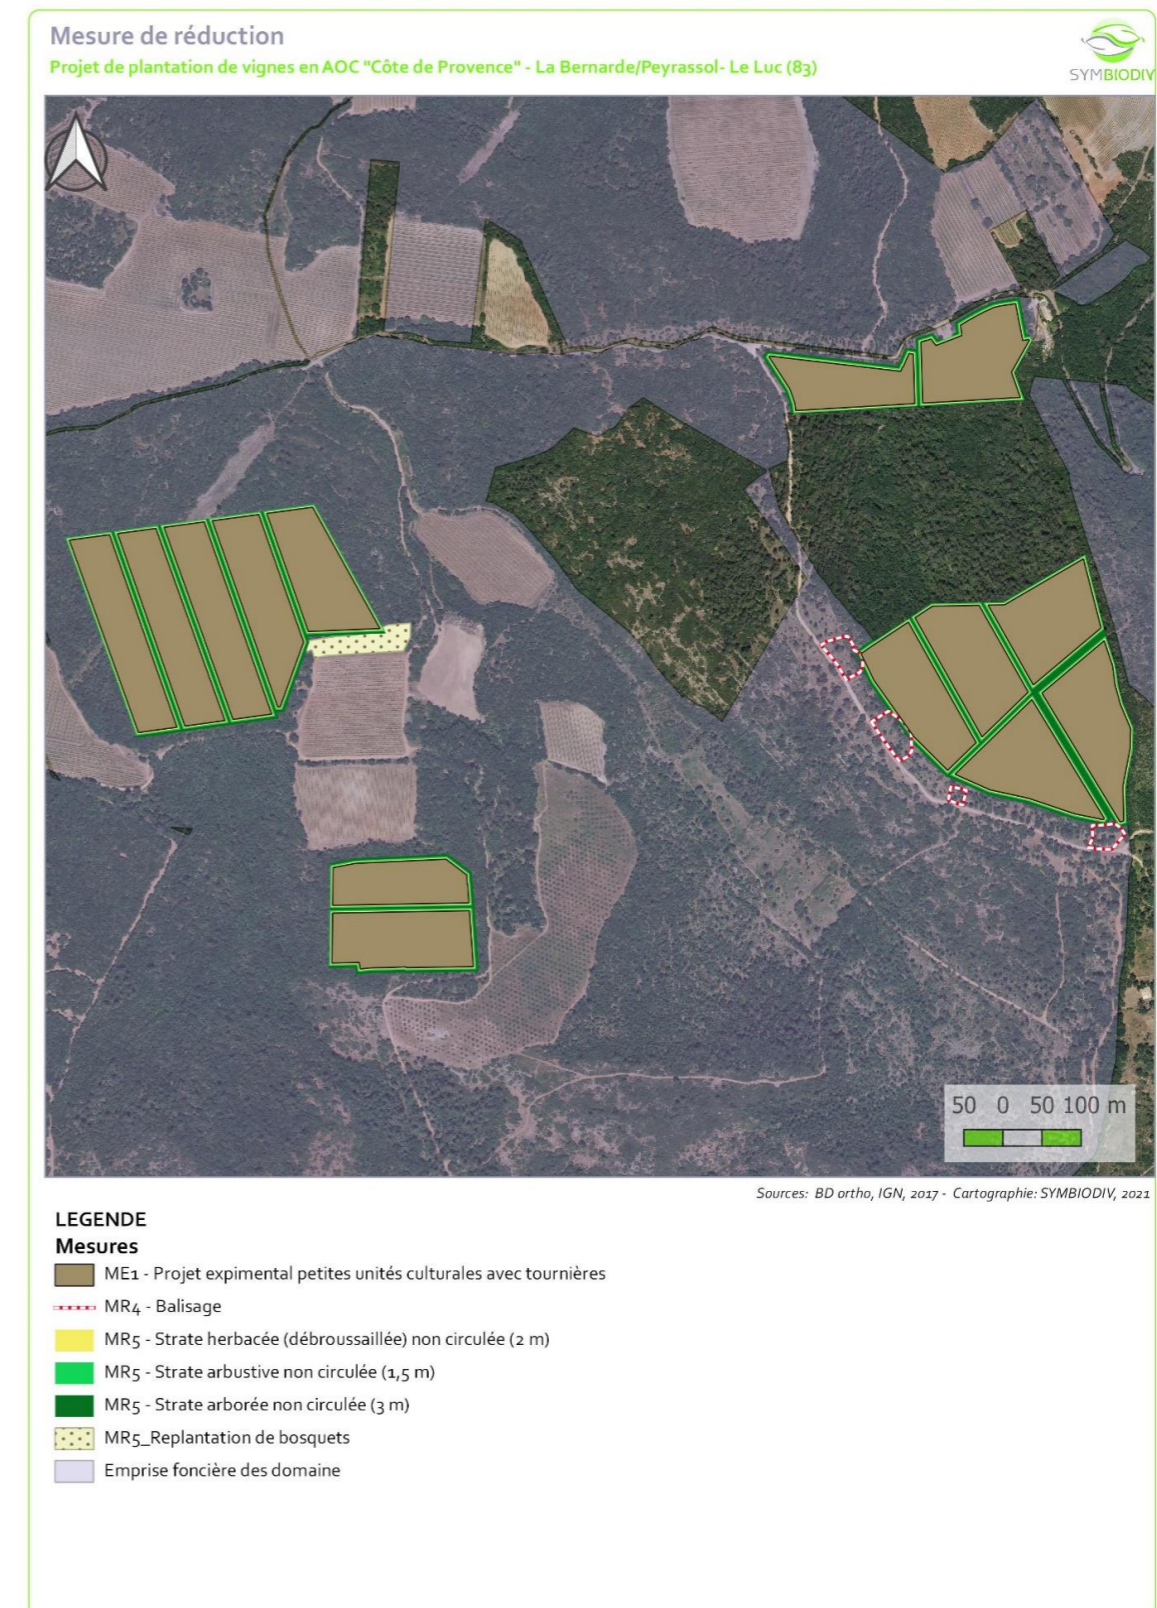 Mesure de réduction
Projet de plantation de vignes en AOC "Côte de Provence" - La Bernarde/Peyrassol- Le Luc (83)
SYMBIODIV
50 0 50 100 m
Sources: BD ortho, IGN, 2017 - Cartographie: SYMBIODIV, 2021
LEGENDE
Mesures
ME1 - Projet expimental petites unités culturales avec tournières
MR4 - Balisage
MR5 - Strate herbacée (débroussaillée) non circulée (2 m)
MR5 - Strate arbustive non circulée (1,5 m)
MR5 - Strate arborée non circulée (3 m)
MR5_Replantation de bosquets
Emprise foncière des domaine